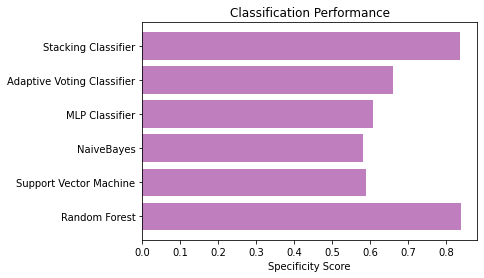 Classification Performance
Stacking Classifier
Adaptive Voting Classifier
MLP Classifier
NaiveBayes
Support Vector Machine
Random Forest
0.0 0.1 0.2 0.3 0.4 0.5 0.6 0.7 0.8
Specificity Score